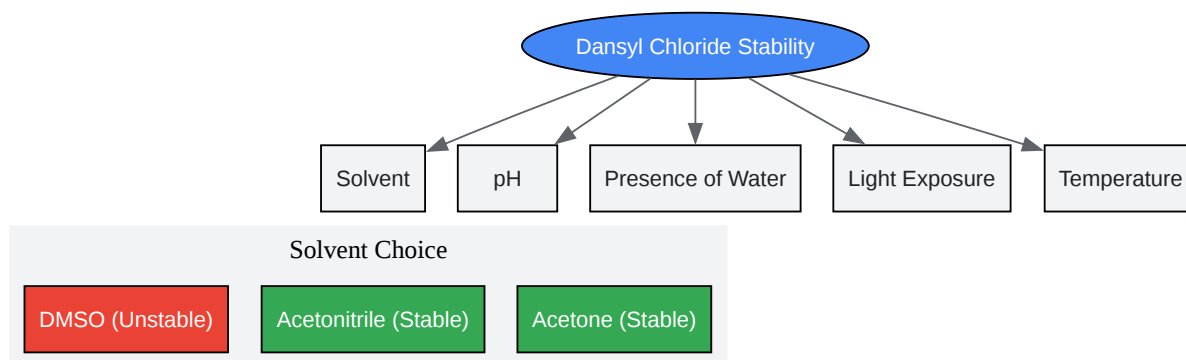 Dansyl Chloride Stability
Solvent
pH
Presence of Water
Light Exposure
Temperature
Solvent Choice
DMSO (Unstable)
Acetonitrile (Stable)
Acetone (Stable)